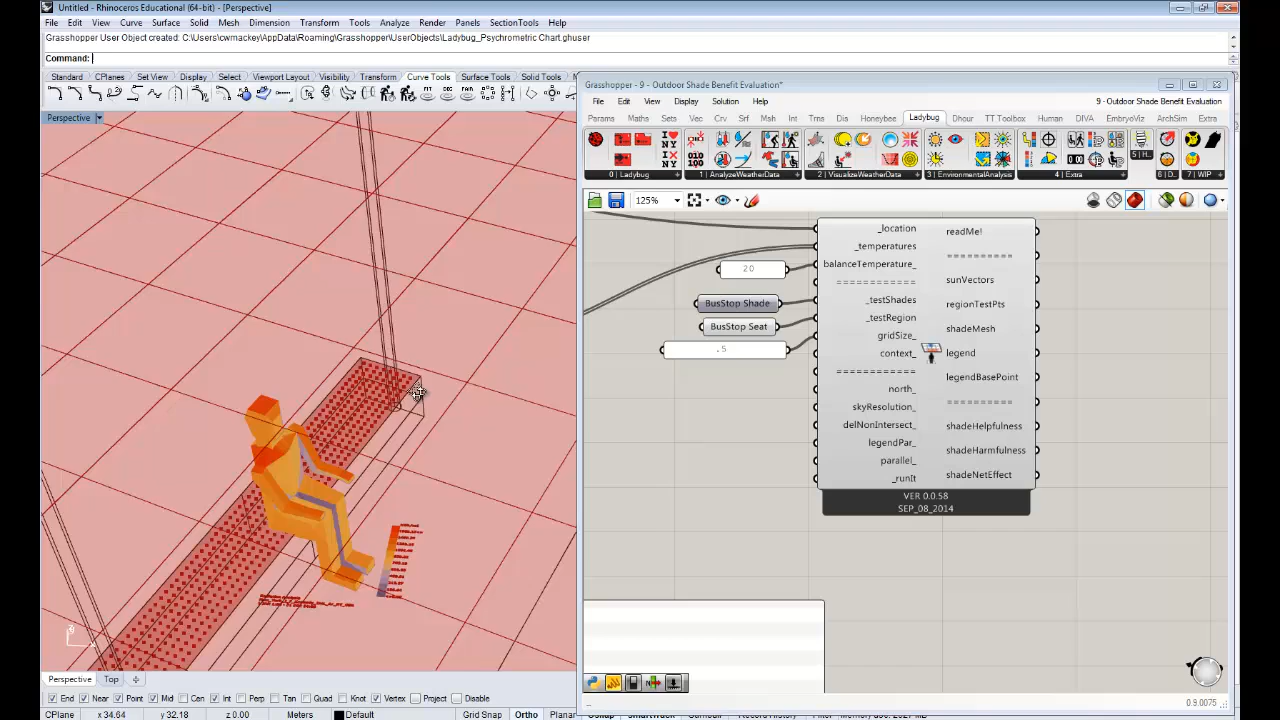 Untitled - Rhinoceros Educational (64-bit) - [Perspective]
File Edit View Curve Surface Solid Mesh Dimension Transform Tools Analyze Render Panels SectionTools Help
Grasshopper User Object created: C:\Users\cwmackey\AppData\Roaming\Grasshopper\UserObjects\Ladybug_Psychrometric Chart.ghuser
Command:
Standard CPlanes Set View Display Select Viewport Layout Visibility Transform Curve Tools Surface Tools Solid Tools
Perspective
Grasshopper - 9 - Outdoor Shade Benefit Evaluation*
File Edit View Display Solution Help 9 - Outdoor Shade Benefit Evaluation
Params Maths Sets Vec Crv Srf Msh Int Trns Dis Honeybee Ladybug Dhour TT Toolbox Human DIVA EmbryoViz ArchSim Extra
0 | Ladybug 1 | AnalyzeWeatherData 2 | VisualizeWeatherData 3 | EnvironmentalAnalysis 4 | Extra 5 | H... 6 | D... 7 | WIP
125%
_location
_temperatures
balanceTemperature_
============
_testShades
_testRegion
gridSize_
context_
============
north_
skyResolution_
delNonIntersect_
legendPar_
parallel_
_runIt
readMe!
==========
sunVectors
regionTestPts
shadeMesh
legend
legendBasePoint
==========
shadeHelpfulness
shadeHarmfulness
shadeNetEffect
VER 0.0.58
SEP_08_2014
20
BusStop Shade
BusStop Seat
.5
0.9.0075
Perspective Top
End Near Point Mid Cen Int Perp Tan Quad Knot Vertex Project Disable
CPlane x 34.64 y 32.18 z 0.00 Meters Default Grid Snap Ortho Planar